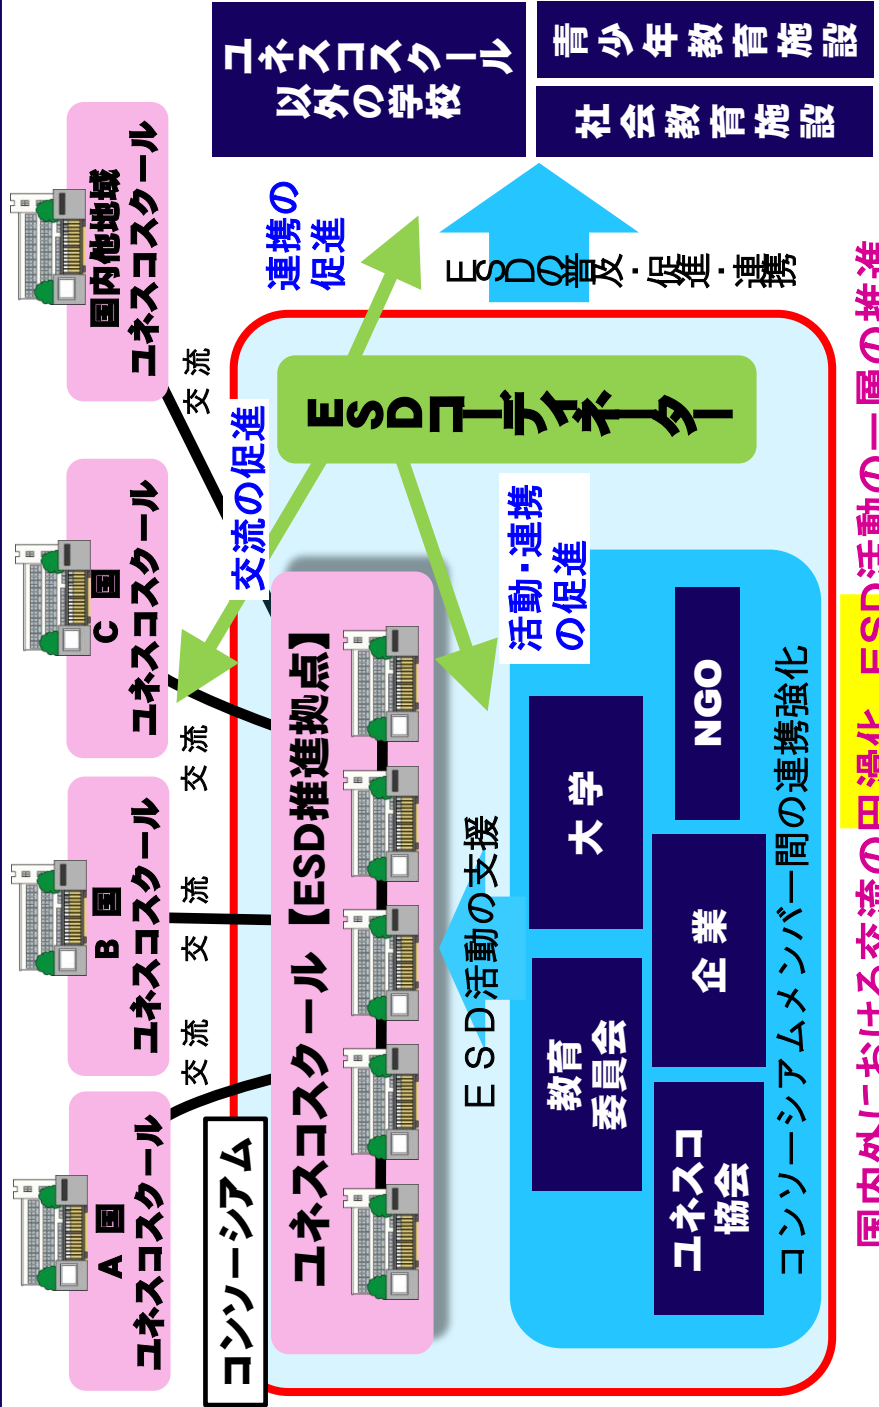 A 国
ユネスコスクール
B 国
ユネスコスクール
C 国
ユネスコスクール
国内他地域
ユネスコスクール
交 流
交 流
交 流
交 流
コンソーシアム
交流の促進
連携の
促進
ユネスコスクール
以外の学校
青少年教育施設
社会教育施設
ユネスコスクール【ESD推進拠点】
ESDコーディネーター
ESDの普及・促進・連携
ESD活動の支援
活動・連携
の促進
教育
委員会
大 学
ユネスコ
協会
企 業
NGO
コンソーシアムメンバー間の連携強化
国内外における交流の円滑化、ESD活動の一層の推進